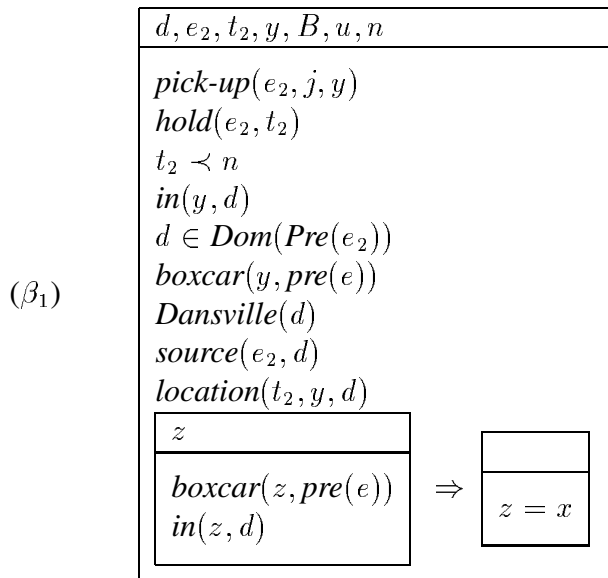 d, e₂, t₂, y, B, u, n
pick-up(e₂, j, y)
hold(e₂, t₂)
t₂ ≺ n
in(y, d)
d ∈ Dom(Pre(e₂))
(β₁) boxcar(y, pre(e))
Dansville(d)
source(e₂, d)
location(t₂, y, d)
z
boxcar(z, pre(e)) ⇒ z = x
in(z, d)